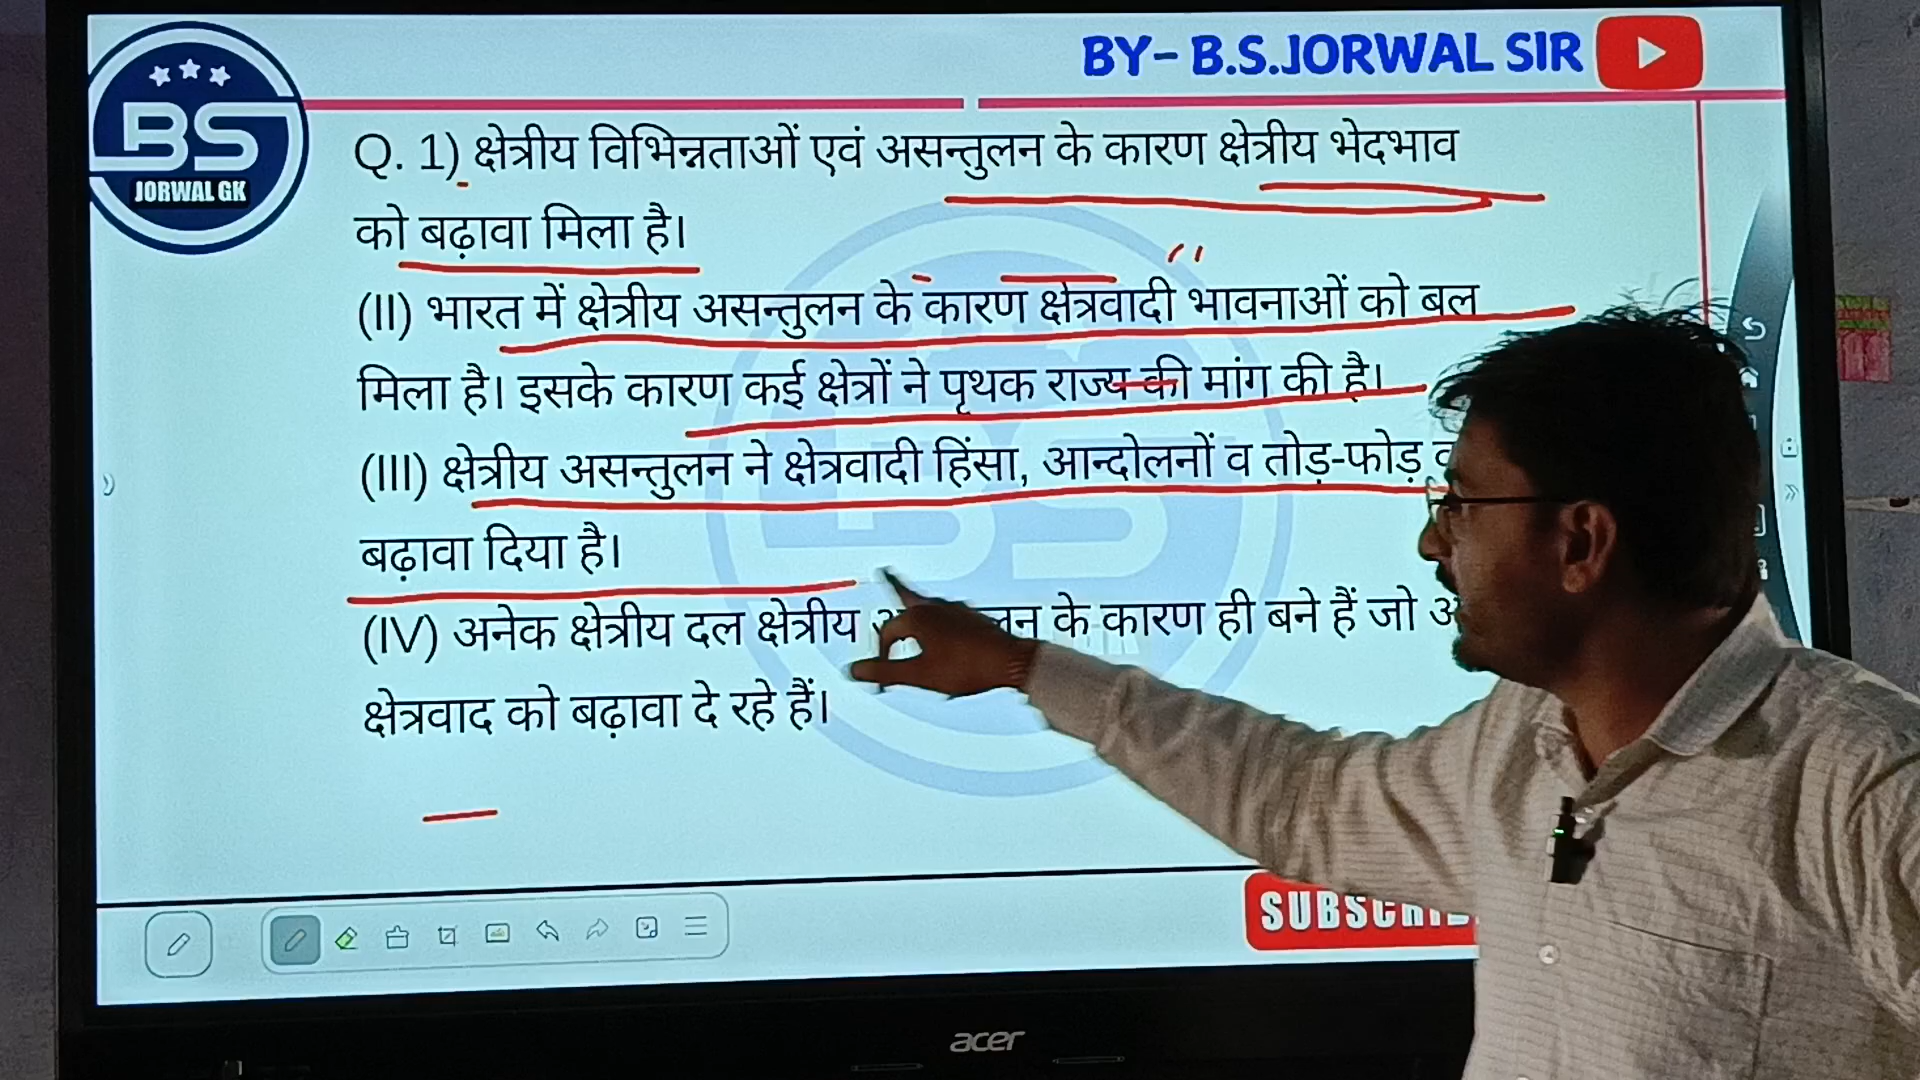 BY- B.S.JORWAL SIR
BS
JORWAL GK
Q. 1) क्षेत्रीय विभिन्नताओं एवं असन्तुलन के कारण क्षेत्रीय भेदभाव
को बढ़ावा मिला है।
(II) भारत में क्षेत्रीय असन्तुलन के कारण क्षेत्रवादी भावनाओं को बल
मिला है। इसके कारण कई क्षेत्रों ने पृथक राज्य की मांग की है।
(III) क्षेत्रीय असन्तुलन ने क्षेत्रवादी हिंसा, आन्दोलनों व तोड़-फोड़
बढ़ावा दिया है।
(IV) अनेक क्षेत्रीय दल क्षेत्रीय के कारण ही बने हैं जो
क्षेत्रवाद को बढ़ावा दे रहे हैं।
acer